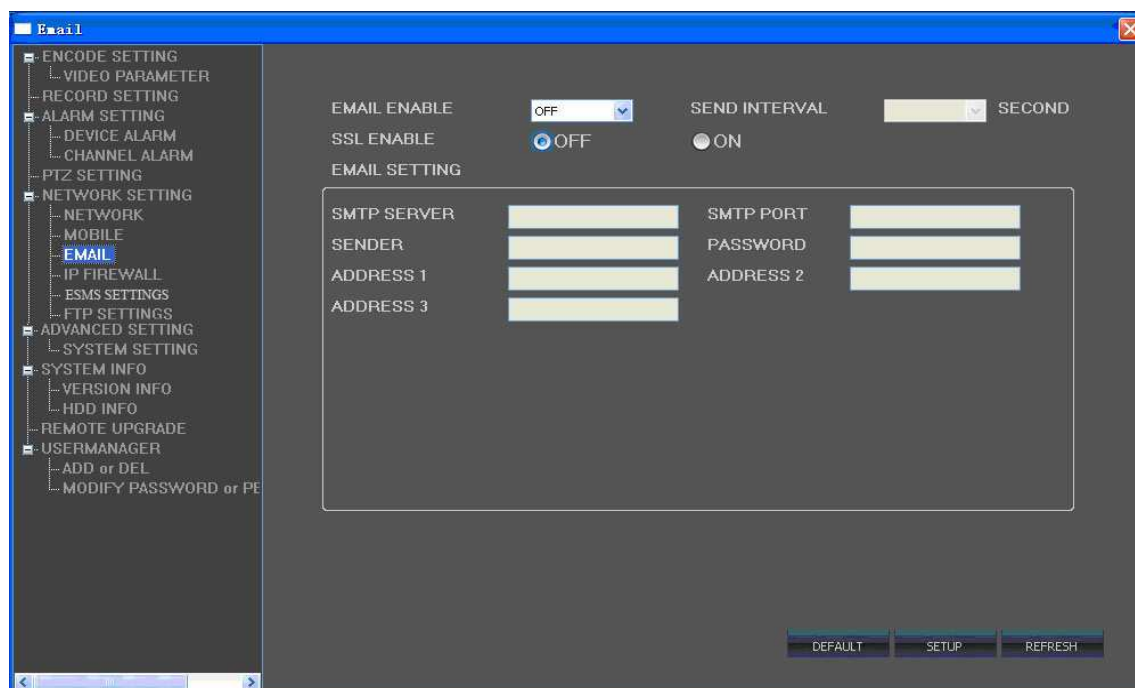 Email
ENCODE SETTING
VIDEO PARAMETER
RECORD SETTING
ALARM SETTING
DEVICE ALARM
CHANNEL ALARM
PTZ SETTING
NETWORK SETTING
NETWORK
MOBILE
EMAIL
IP FIREWALL
ESMS SETTINGS
FTP SETTINGS
ADVANCED SETTING
SYSTEM SETTING
SYSTEM INFO
VERSION INFO
HDD INFO
REMOTE UPGRADE
USERMANAGER
ADD or DEL
MODIFY PASSWORD or PE
EMAIL ENABLE OFF SEND INTERVAL SECOND
SSL ENABLE OFF ON
EMAIL SETTING
SMTP SERVER SMTP PORT
SENDER PASSWORD
ADDRESS 1 ADDRESS 2
ADDRESS 3
DEFAULT SETUP REFRESH